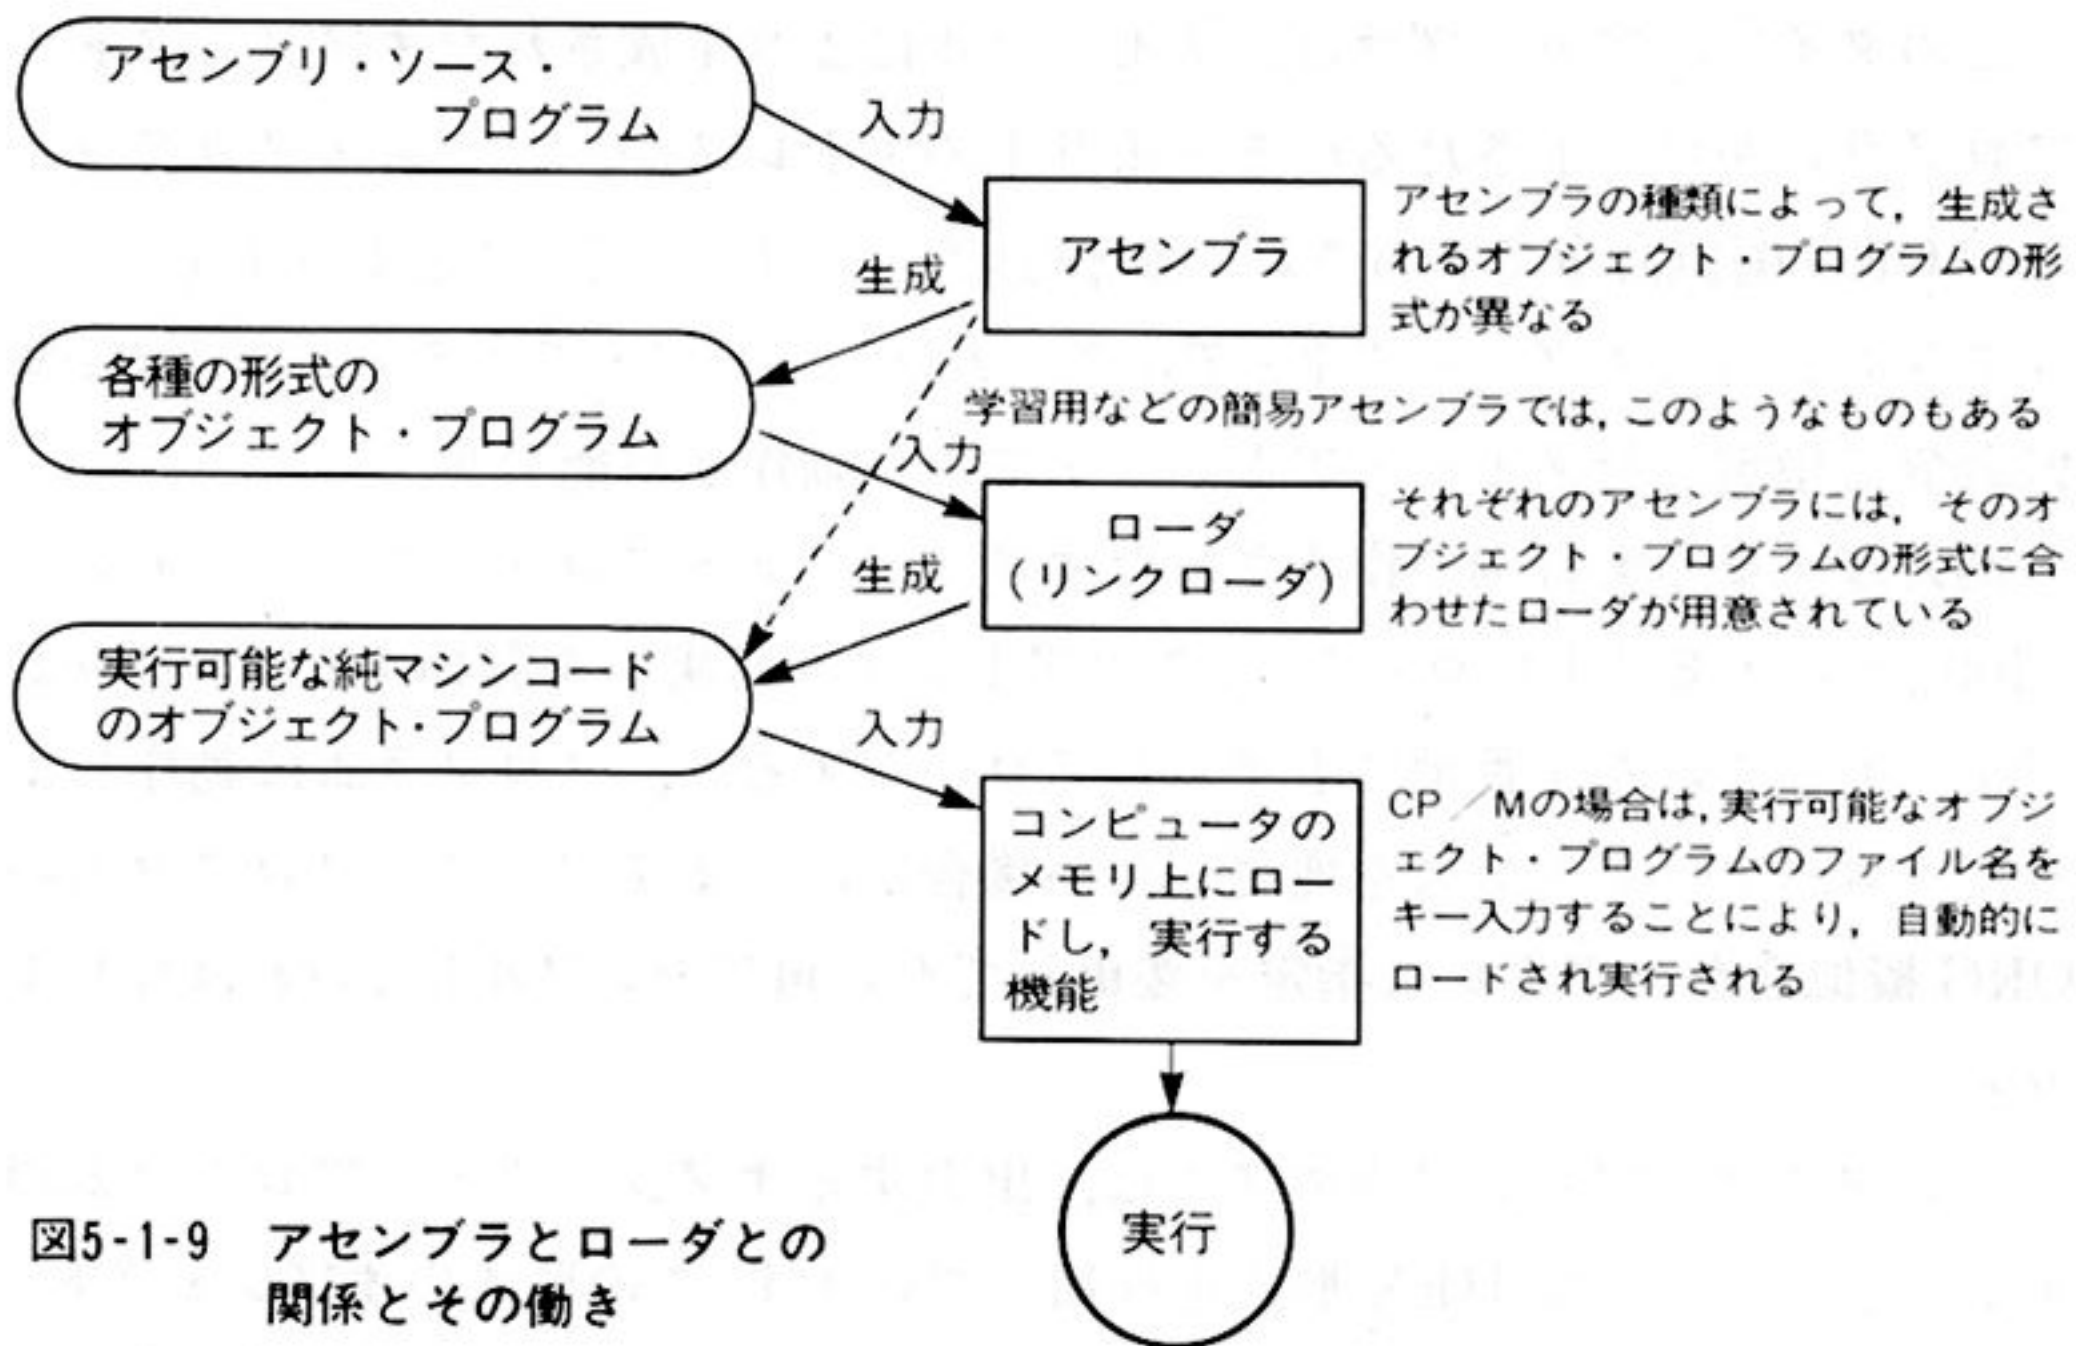 アセンブリ・ソース・
プログラム
入力
アセンブラ
アセンブラの種類によって，生成さ
れるオブジェクト・プログラムの形
式が異なる
生成
各種の形式の
オブジェクト・プログラム
学習用などの簡易アセンブラでは，このようなものもある
入力
ローダ
(リンクローダ)
それぞれのアセンブラには，そのオ
ブジェクト・プログラムの形式に合
わせたローダが用意されている
生成
実行可能な純マシンコード
のオブジェクト・プログラム
入力
コンピュータの
メモリ上にロー
ドし，実行する
機能
CP／Mの場合は，実行可能なオブジ
ェクト・プログラムのファイル名を
キー入力することにより，自動的に
ロードされ実行される
実行
図5-1-9 アセンブラとローダとの
関係とその働き